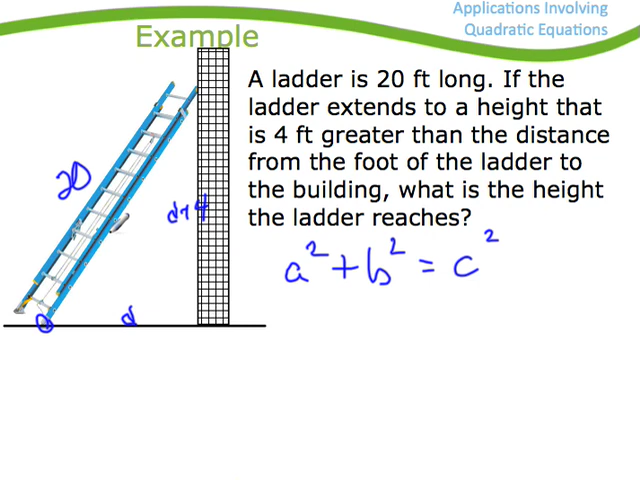 Applications Involving
Quadratic Equations
Example
A ladder is 20 ft long. If the
ladder extends to a height that
is 4 ft greater than the distance
from the foot of the ladder to
the building, what is the height
the ladder reaches?
20
d+4
d
a² + b² = c²